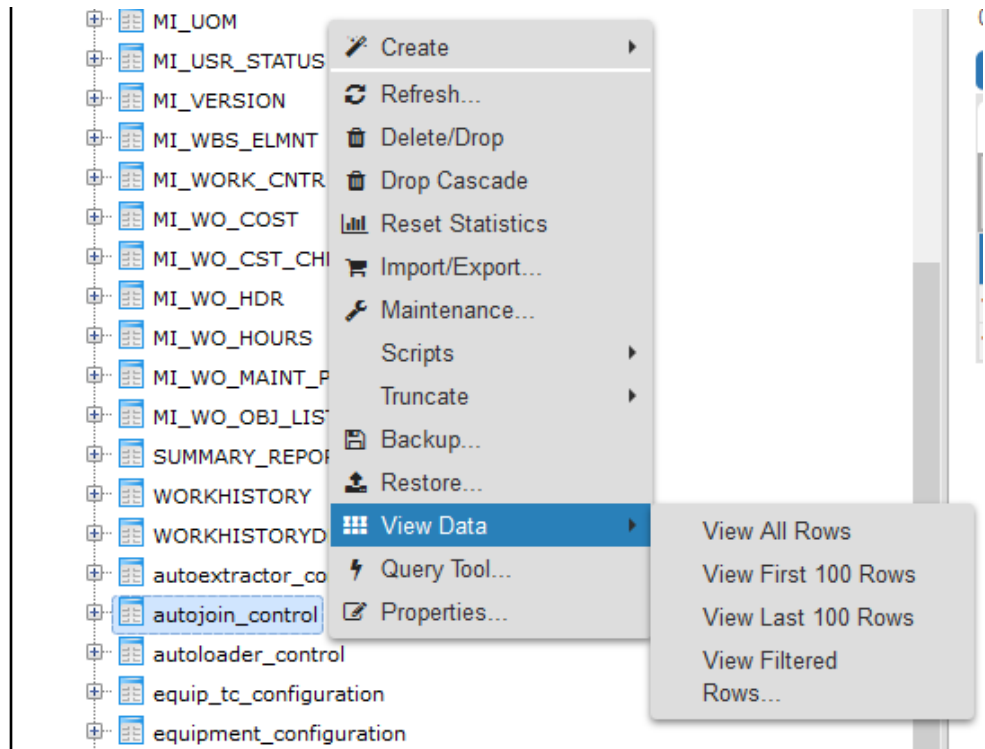 MI_UOM
MI_USR_STATUS
MI_VERSION
MI_WBS_ELMNT
MI_WORK_CNTR
MI_WO_COST
MI_WO_CST_CH
MI_WO_HDR
MI_WO_HOURS
MI_WO_MAINT_P
MI_WO_OBJ_LIST
SUMMARY_REPOR
WORKHISTORY
WORKHISTORYD
autoextractor_co
autojoin_control
autoloader_control
equip_tc_configuration
equipment_configuration
Create
Refresh...
Delete/Drop
Drop Cascade
Reset Statistics
Import/Export...
Maintenance...
Scripts
Truncate
Backup...
Restore...
View Data
Query Tool...
Properties...
View All Rows
View First 100 Rows
View Last 100 Rows
View Filtered
Rows...